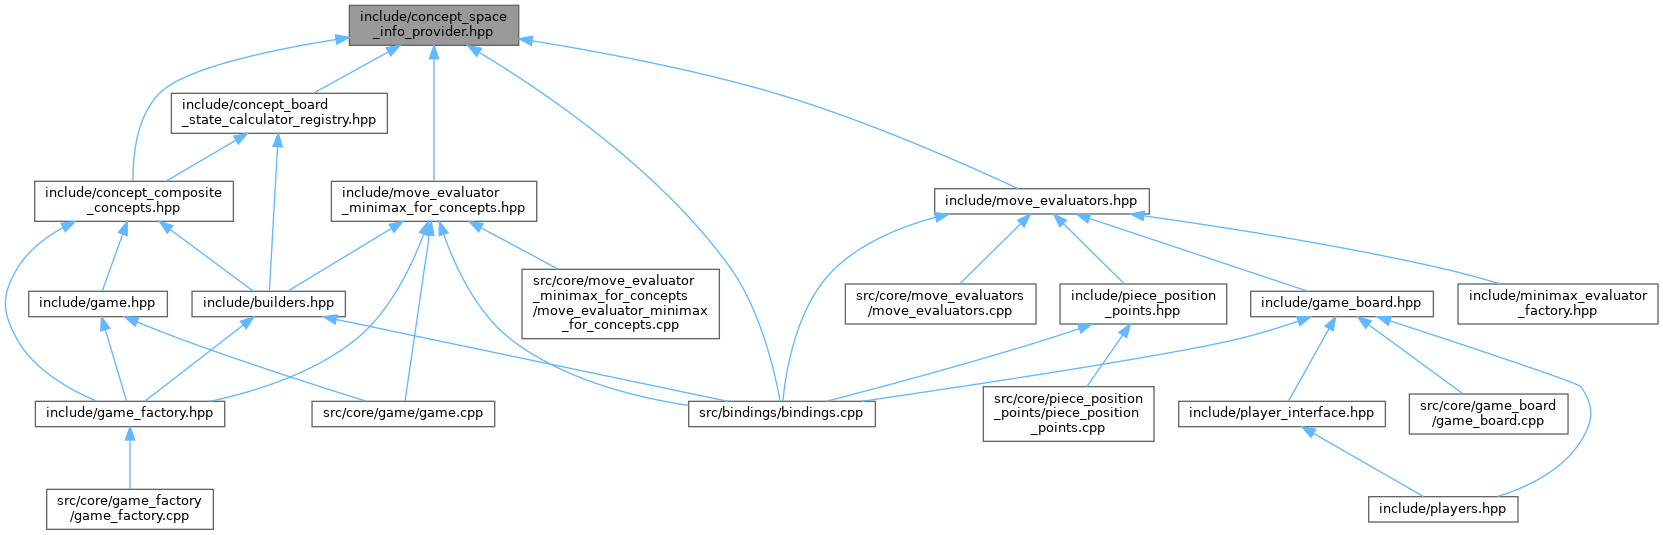 include/concept_space
_info_provider.hpp
include/concept_board
_state_calculator_registry.hpp
include/concept_composite
_concepts.hpp
include/move_evaluator
_minimax_for_concepts.hpp
include/move_evaluators.hpp
include/game.hpp
include/builders.hpp
src/core/move_evaluator
_minimax_for_concepts
/move_evaluator_minimax
_for_concepts.cpp
src/core/move_evaluators
/move_evaluators.cpp
include/piece_position
_points.hpp
include/game_board.hpp
include/minimax_evaluator
_factory.hpp
include/game_factory.hpp
src/core/game/game.cpp
src/bindings/bindings.cpp
src/core/piece_position
_points/piece_position
_points.cpp
include/player_interface.hpp
src/core/game_board
/game_board.cpp
src/core/game_factory
/game_factory.cpp
include/players.hpp